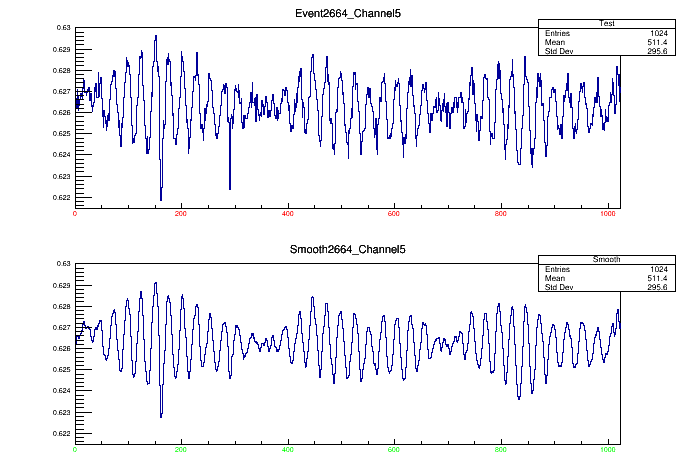 Event2664_Channel5
Test
Entries 1024
Mean 511.4
Std Dev 295.6
0.63
0.629
0.628
0.627
0.626
0.625
0.624
0.623
0.622
0 200 400 600 800 1000
Smooth2664_Channel5
Smooth
Entries 1024
Mean 511.4
Std Dev 295.6
0.63
0.629
0.628
0.627
0.626
0.625
0.624
0.623
0.622
0 200 400 600 800 1000